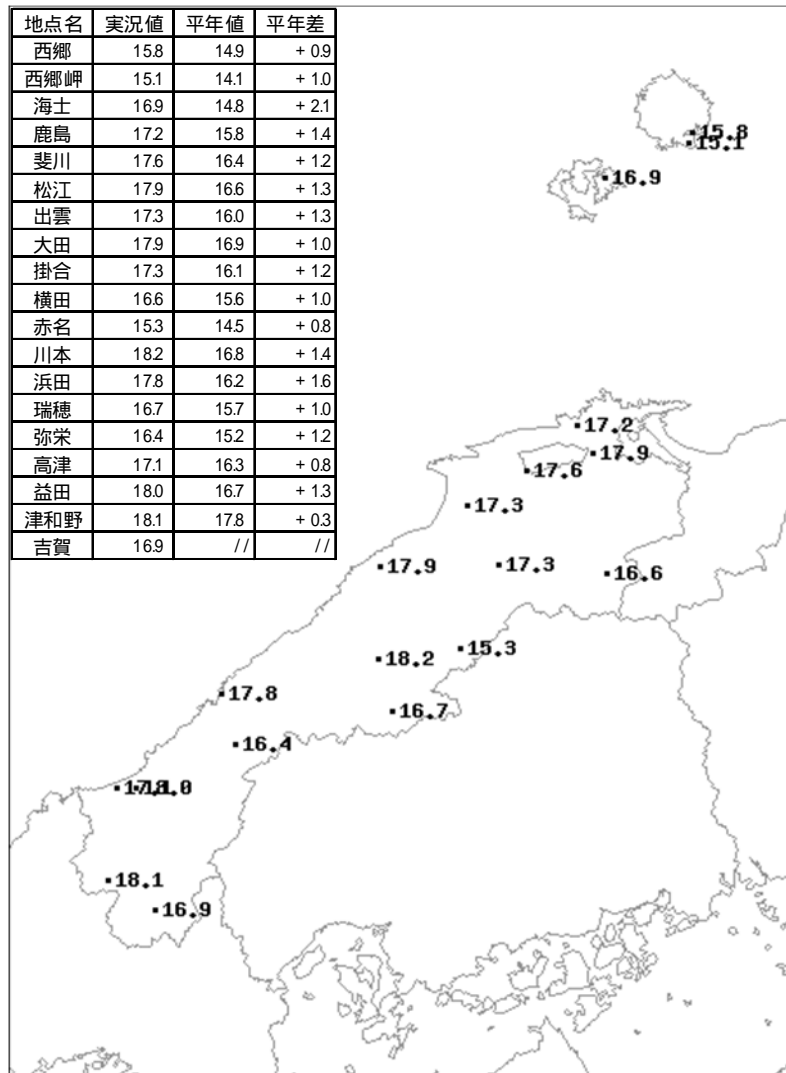 地点名 実況値 平年値 平年差
西郷 15.8 14.9 + 0.9
西郷岬 15.1 14.1 + 1.0
海士 16.9 14.8 + 2.1
鹿島 17.2 15.8 + 1.4
斐川 17.6 16.4 + 1.2
松江 17.9 16.6 + 1.3
出雲 17.3 16.0 + 1.3
大田 17.9 16.9 + 1.0
掛合 17.3 16.1 + 1.2
横田 16.6 15.6 + 1.0
赤名 15.3 14.5 + 0.8
川本 18.2 16.8 + 1.4
浜田 17.8 16.2 + 1.6
瑞穂 16.7 15.7 + 1.0
弥栄 16.4 15.2 + 1.2
高津 17.1 16.3 + 0.8
益田 18.0 16.7 + 1.3
津和野 18.1 17.8 + 0.3
吉賀 16.9 // //
15.8
15.1
16.9
17.2
17.9
17.6
17.3
17.9
17.3
16.6
15.3
18.2
17.8
16.7
16.4
17.1
18.0
18.1
16.9